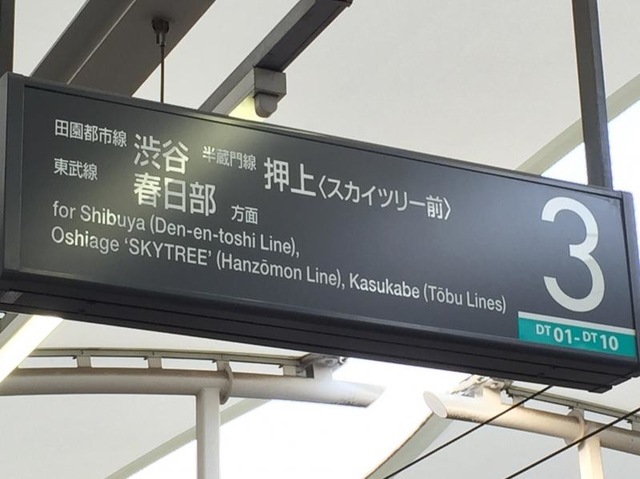 田園都市線 渋谷 半蔵門線 押上〈スカイツリー前〉
東武線 春日部 方面
for Shibuya (Den-en-toshi Line),
Oshiage ‘SKYTREE’ (Hanzōmon Line), Kasukabe (Tōbu Lines)
3
DT 01 - DT 10